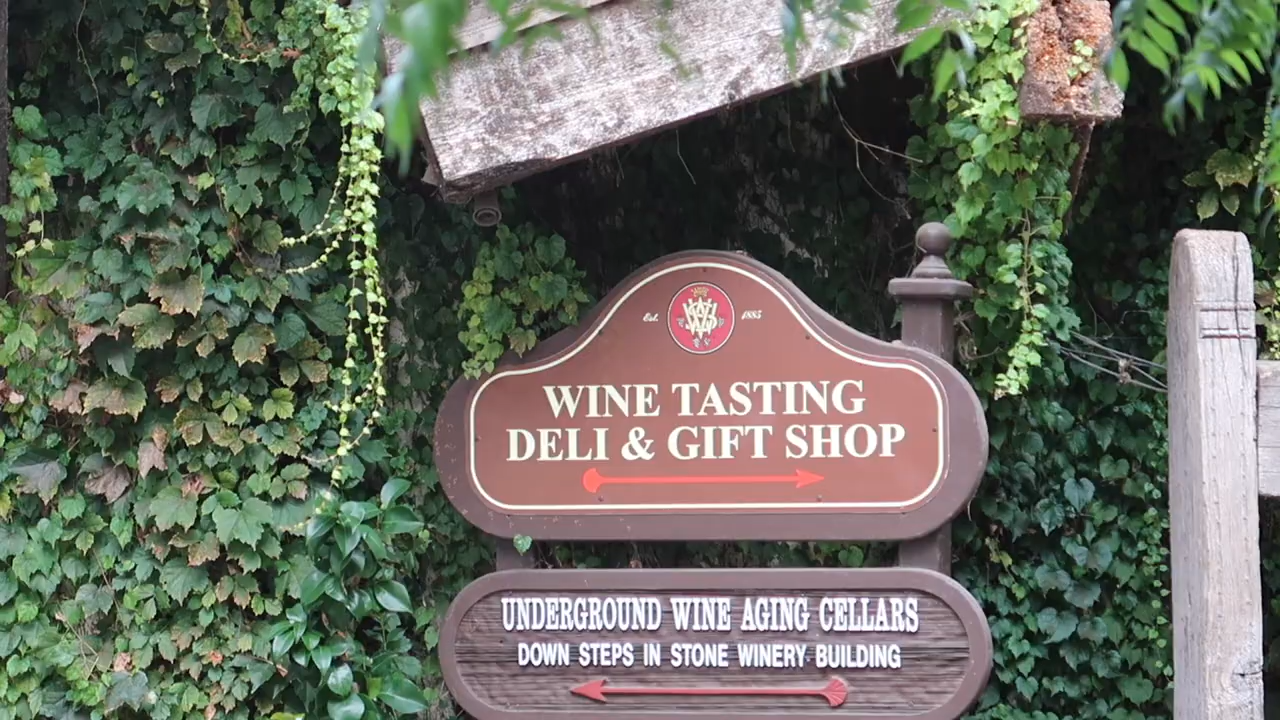 Est. 1885
WINE TASTING
DELI & GIFT SHOP
UNDERGROUND WINE AGING CELLARS
DOWN STEPS IN STONE WINERY BUILDING